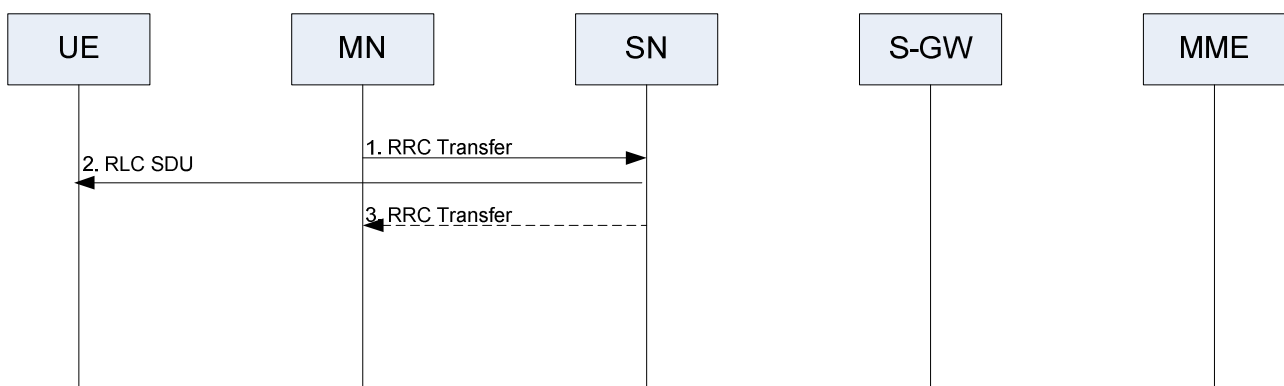 UE
MN
SN
S-GW
MME
1. RRC Transfer
2. RLC SDU
3. RRC Transfer